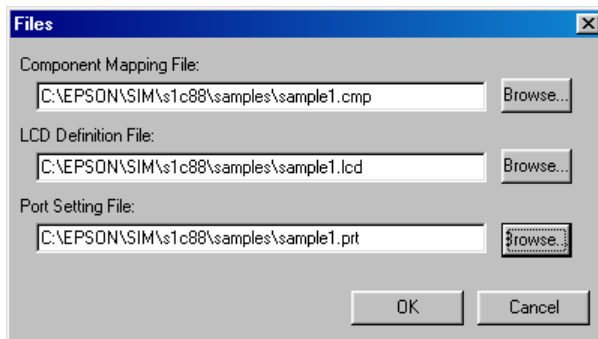 Files
Component Mapping File:
C:\EPSON\SIM\s1c88\samples\sample1.cmp
Browse...
LCD Definition File:
C:\EPSON\SIM\s1c88\samples\sample1.lcd
Browse...
Port Setting File:
C:\EPSON\SIM\s1c88\samples\sample1.prt
Browse...
OK
Cancel